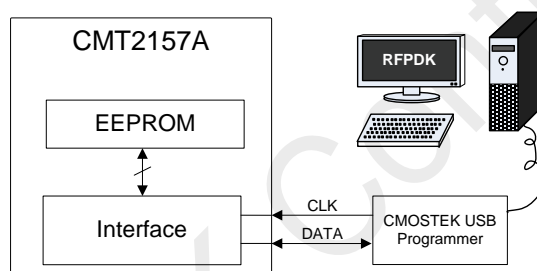 CMT2157A
RFPDK
EEPROM
Interface
CLK
DATA
CMOSTEK USB
Programmer